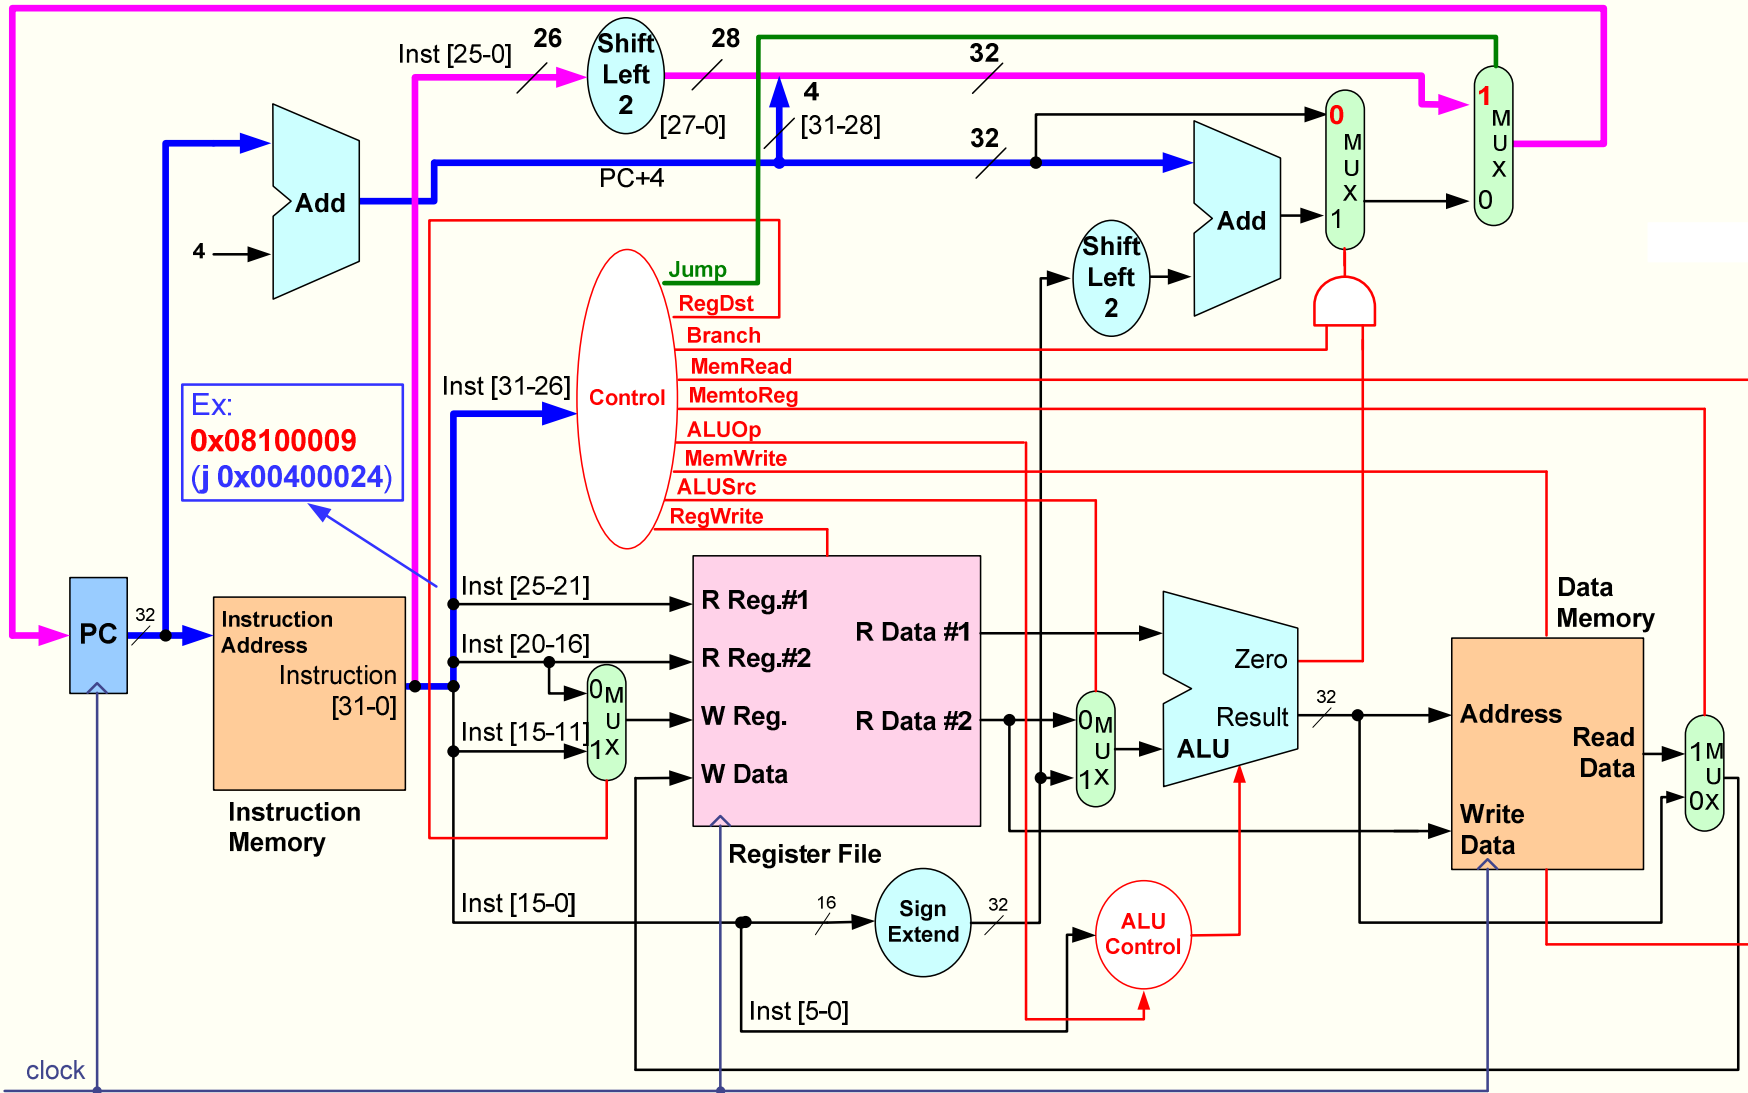 Inst [25-0]
26
Shift
Left
2
28
[27-0]
32
4
[31-28]
32
PC+4
Add
4
0
M
U
X
1
1
M
U
X
0
Add
Shift
Left
2
Jump
RegDst
Branch
MemRead
MemtoReg
ALUOp
MemWrite
ALUSrc
RegWrite
Control
Inst [31-26]
Ex:
0x08100009
(j 0x00400024)
PC
32
Instruction
Address
Instruction
[31-0]
Instruction
Memory
Inst [25-21]
Inst [20-16]
Inst [15-11]
0
M
U
X
1
R Reg.#1
R Reg.#2
W Reg.
W Data
R Data #1
R Data #2
Register File
0
M
U
X
1
Zero
Result
ALU
32
Data
Memory
Address
Read
Data
Write
Data
1
M
U
X
0
Inst [15-0]
16
Sign
Extend
32
ALU
Control
Inst [5-0]
clock